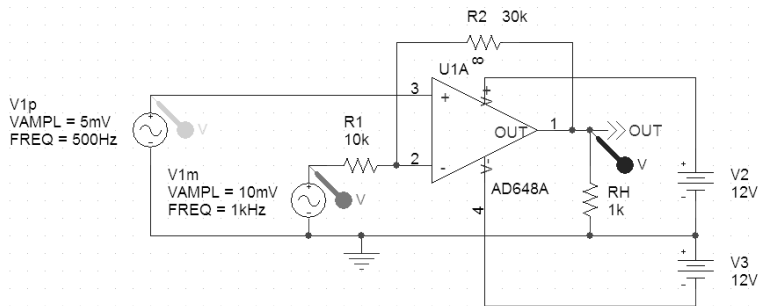 R2 30k
8
U1A
V1p
VAMPL = 5mV
FREQ = 500Hz
V
3
+
V+
R1
10k
OUT
1
OUT
V1m
VAMPL = 10mV
FREQ = 1kHz
V
2
-
V-
AD648A
V
4
RH
1k
+
-
V2
12V
+
-
V3
12V